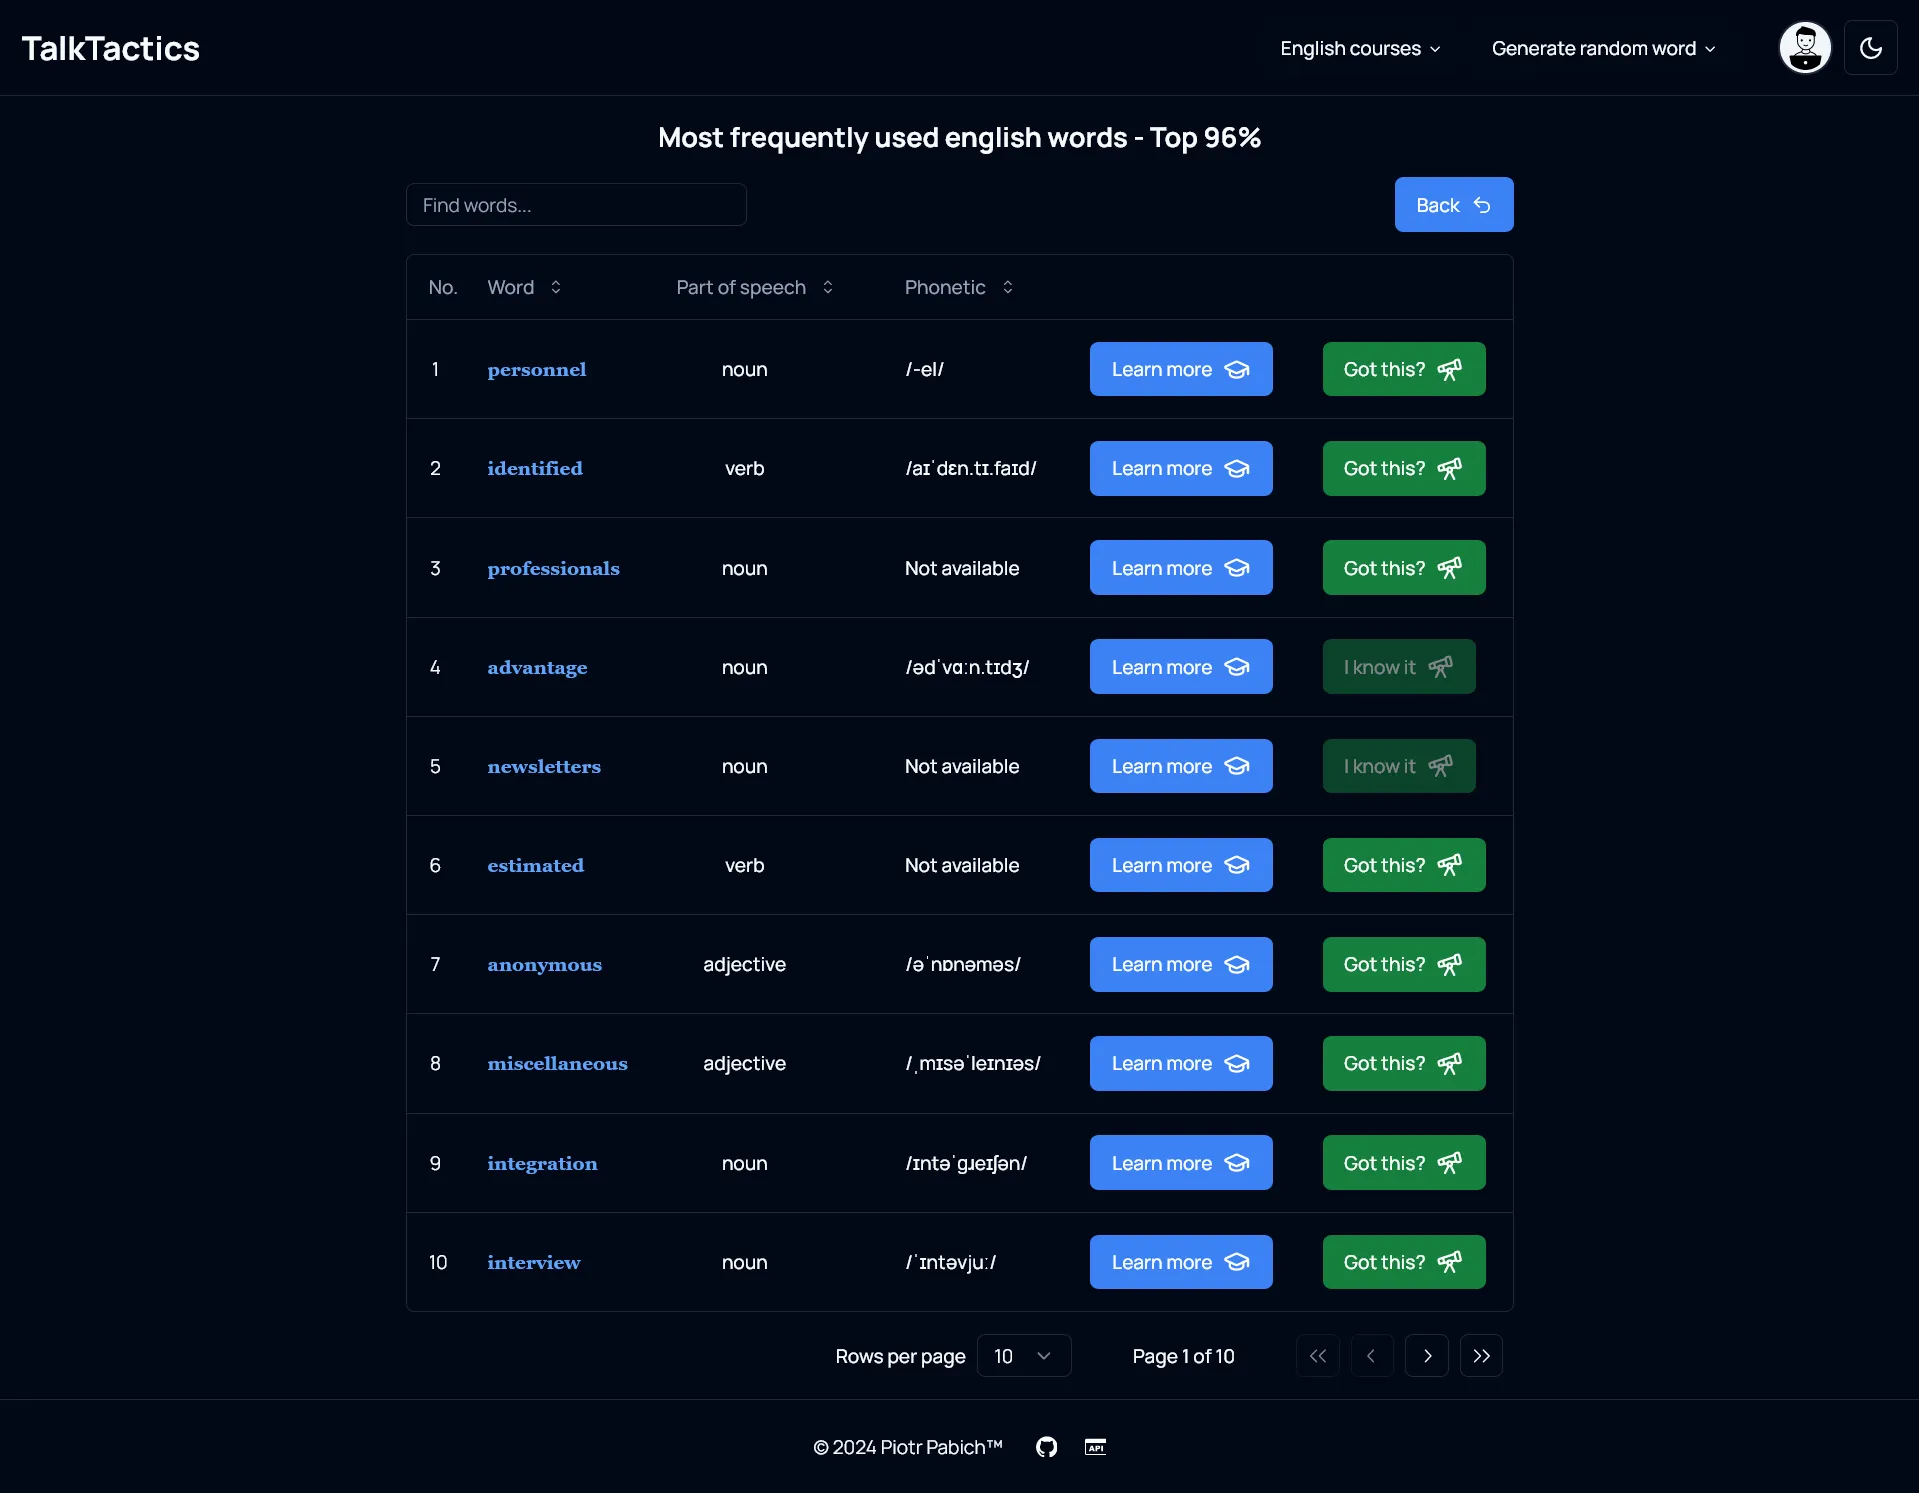 TalkTactics English courses Generate random word
Most frequently used english words - Top 96%
Find words... Back
No. Word Part of speech Phonetic
1 personnel noun /-el/ Learn more Got this?
2 identified verb /aɪˈdɛn.tɪ.faɪd/ Learn more Got this?
3 professionals noun Not available Learn more Got this?
4 advantage noun /ədˈvɑːn.tɪdʒ/ Learn more I know it
5 newsletters noun Not available Learn more I know it
6 estimated verb Not available Learn more Got this?
7 anonymous adjective /əˈnɒnəməs/ Learn more Got this?
8 miscellaneous adjective /ˌmɪsəˈleɪnɪəs/ Learn more Got this?
9 integration noun /ɪntəˈɡɹeɪʃən/ Learn more Got this?
10 interview noun /ˈɪntəvjuː/ Learn more Got this?
Rows per page 10 Page 1 of 10
© 2024 Piotr Pabich™ API